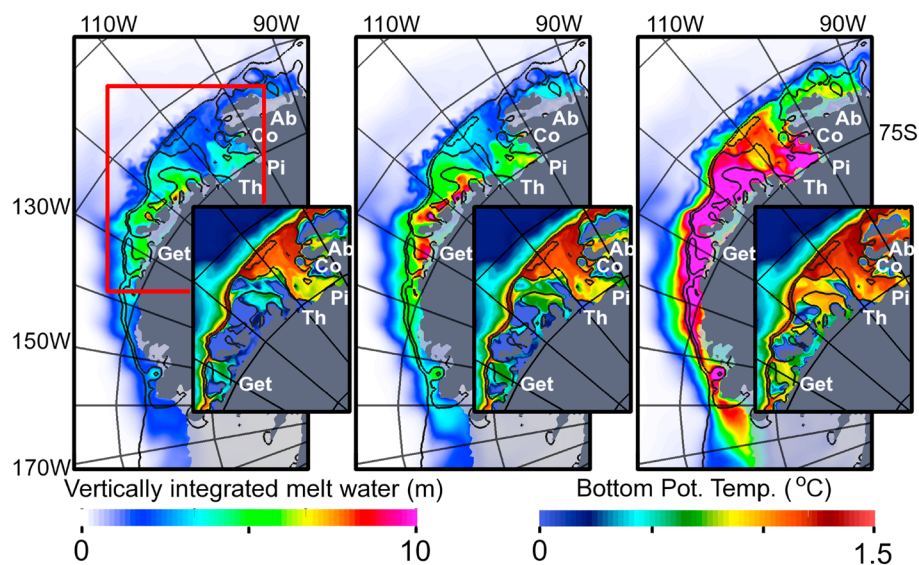 110W 90W 110W 90W 110W 90W
Ab Ab Ab
Co Co Co 75S
Pi Pi Pi
Th Th Th
130W
Get Get Get
Ab Ab Ab
Co Co Co
Pi Pi Pi
Th Th Th
150W
Get Get Get
170W
Vertically integrated melt water (m) Bottom Pot. Temp. (°C)
0 10 0 1.5